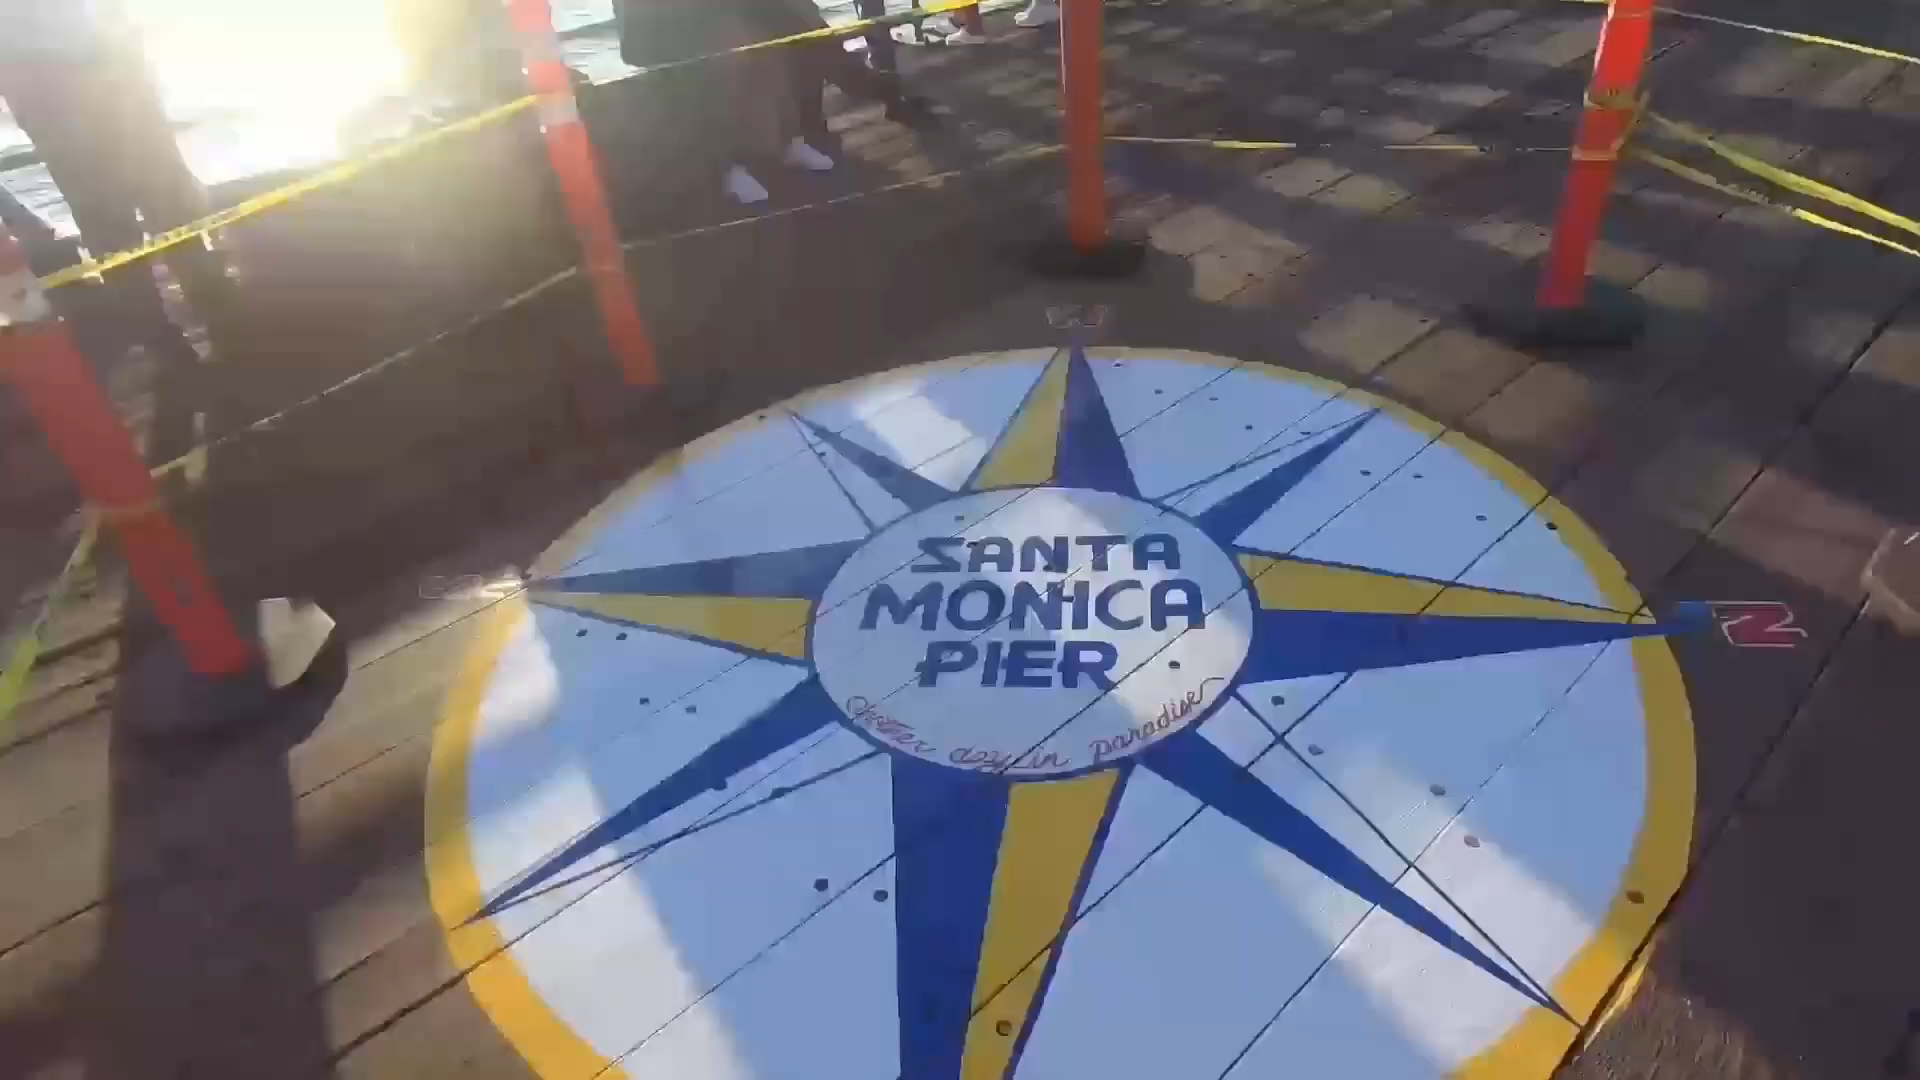 W
SANTA
MONICA
PIER
another day in paradise
N